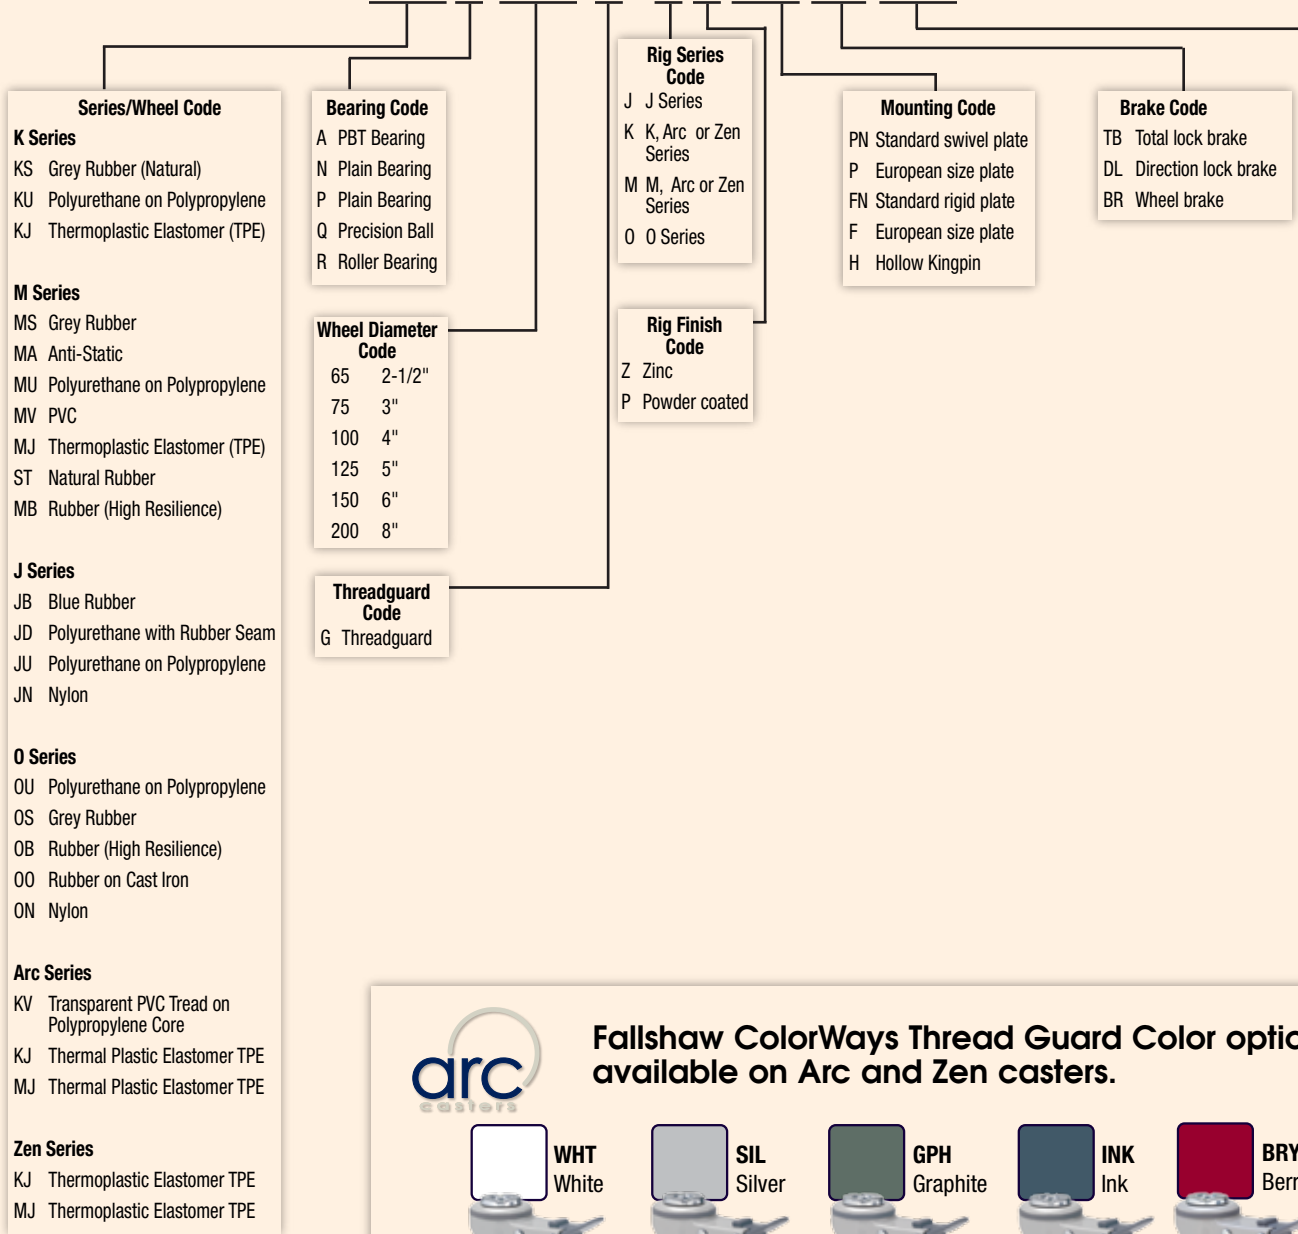 Series/Wheel Code
K Series
KS Grey Rubber (Natural)
KU Polyurethane on Polypropylene
KJ Thermoplastic Elastomer (TPE)
M Series
MS Grey Rubber
MA Anti-Static
MU Polyurethane on Polypropylene
MV PVC
MJ Thermoplastic Elastomer (TPE)
ST Natural Rubber
MB Rubber (High Resilience)
J Series
JB Blue Rubber
JD Polyurethane with Rubber Seam
JU Polyurethane on Polypropylene
JN Nylon
O Series
OU Polyurethane on Polypropylene
OS Grey Rubber
OB Rubber (High Resilience)
OO Rubber on Cast Iron
ON Nylon
Arc Series
KV Transparent PVC Tread on
Polypropylene Core
KJ Thermal Plastic Elastomer TPE
MJ Thermal Plastic Elastomer TPE
Zen Series
KJ Thermoplastic Elastomer TPE
MJ Thermoplastic Elastomer TPE
Bearing Code
A PBT Bearing
N Plain Bearing
P Plain Bearing
Q Precision Ball
R Roller Bearing
Wheel Diameter
Code
65 2-1/2"
75 3"
100 4"
125 5"
150 6"
200 8"
Threadguard
Code
G Threadguard
Rig Series
Code
J J Series
K K, Arc or Zen
Series
M M, Arc or Zen
Series
O O Series
Rig Finish
Code
Z Zinc
P Powder coated
Mounting Code
PN Standard swivel plate
P European size plate
FN Standard rigid plate
F European size plate
H Hollow Kingpin
Brake Code
TB Total lock brake
DL Direction lock brake
BR Wheel brake
arc
casters
Fallshaw ColorWays Thread Guard Color optio
available on Arc and Zen casters.
WHT
White
SIL
Silver
GPH
Graphite
INK
Ink
BRY
Berr